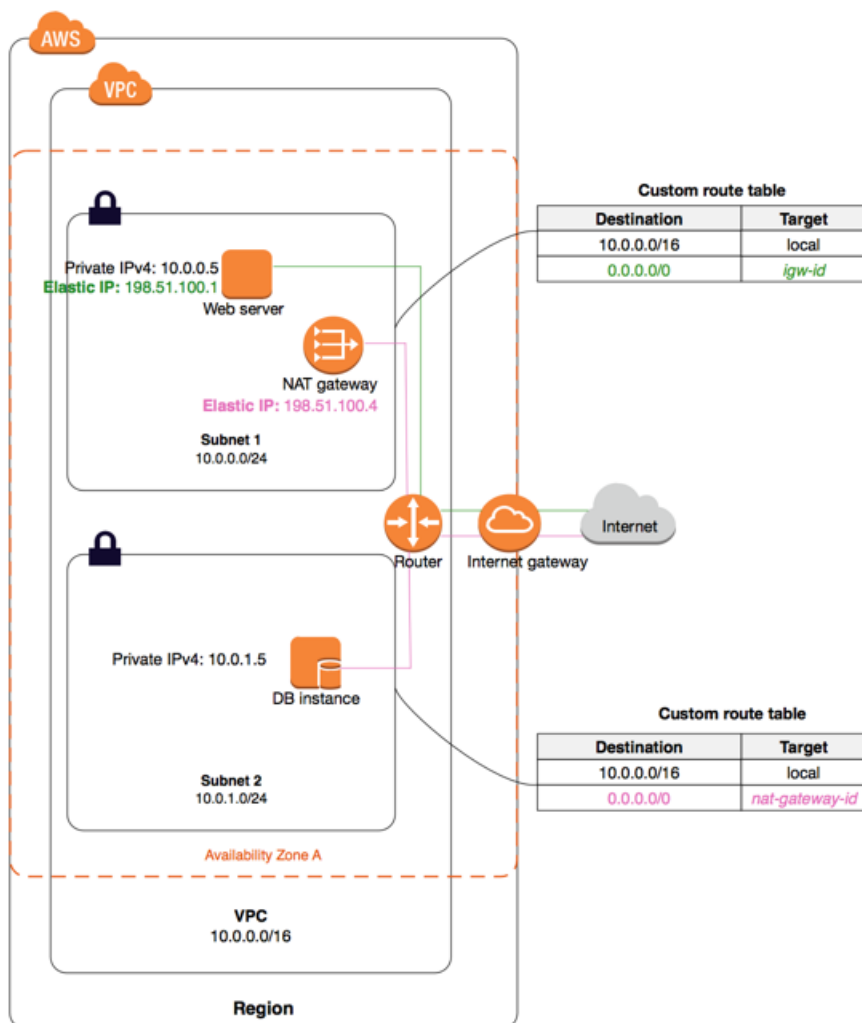 AWS
VPC
Private IPv4: 10.0.0.5
Elastic IP: 198.51.100.1
Web server
NAT gateway
Elastic IP: 198.51.100.4
Subnet 1
10.0.0.0/24
Custom route table
Destination Target
10.0.0.0/16 local
0.0.0.0/0 igw-id
Router
Internet gateway
Internet
Private IPv4: 10.0.1.5
DB instance
Subnet 2
10.0.1.0/24
Custom route table
Destination Target
10.0.0.0/16 local
0.0.0.0/0 nat-gateway-id
Availability Zone A
VPC
10.0.0.0/16
Region